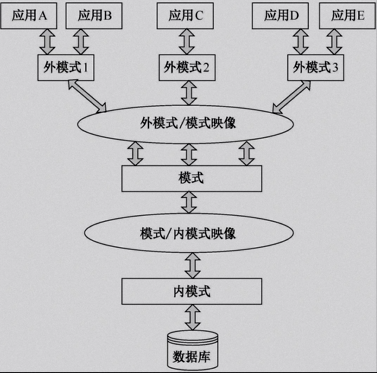 应用A 应用B 应用C 应用D 应用E
外模式1 外模式2 外模式3
外模式/模式映像
模式
模式/内模式映像
内模式
数据库